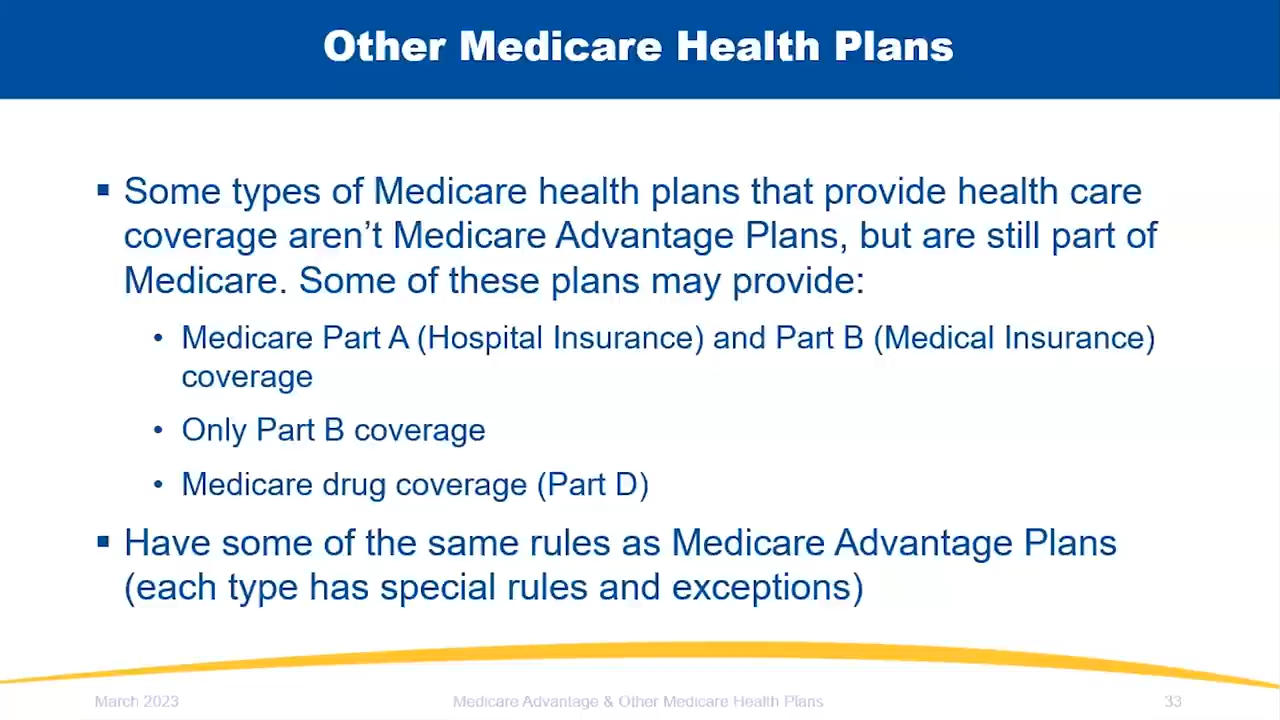 Other Medicare Health Plans
▪ Some types of Medicare health plans that provide health care
coverage aren’t Medicare Advantage Plans, but are still part of
Medicare. Some of these plans may provide:
• Medicare Part A (Hospital Insurance) and Part B (Medical Insurance)
coverage
• Only Part B coverage
• Medicare drug coverage (Part D)
▪ Have some of the same rules as Medicare Advantage Plans
(each type has special rules and exceptions)
March 2023
Medicare Advantage & Other Medicare Health Plans
33